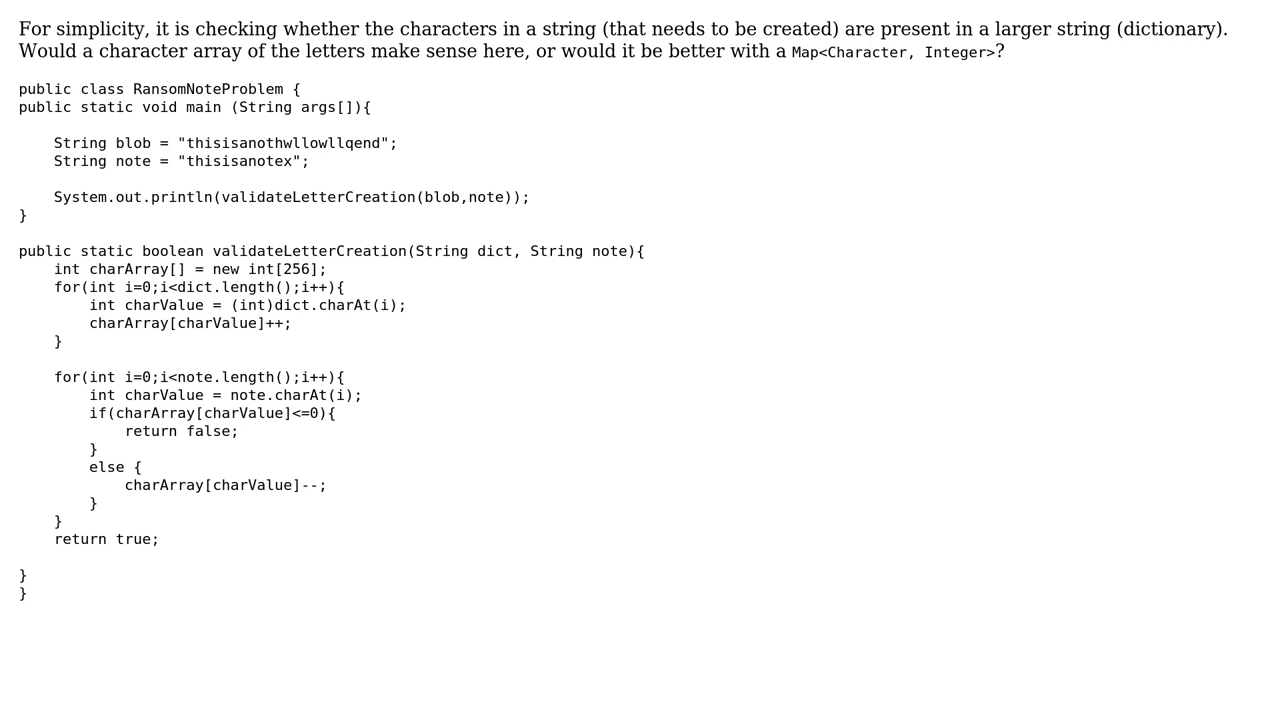 For simplicity, it is checking whether the characters in a string (that needs to be created) are present in a larger string (dictionary).
Would a character array of the letters make sense here, or would it be better with a Map<Character, Integer>?
public class RansomNoteProblem {
public static void main (String args[]){
    String blob = "thisisanothwllowllqend";
    String note = "thisisanotex";
    System.out.println(validateLetterCreation(blob,note));
}
public static boolean validateLetterCreation(String dict, String note){
    int charArray[] = new int[256];
    for(int i=0;i<dict.length();i++){
        int charValue = (int)dict.charAt(i);
        charArray[charValue]++;
    }
    for(int i=0;i<note.length();i++){
        int charValue = note.charAt(i);
        if(charArray[charValue]<=0){
            return false;
        }
        else {
            charArray[charValue]--;
        }
    }
    return true;
}
}